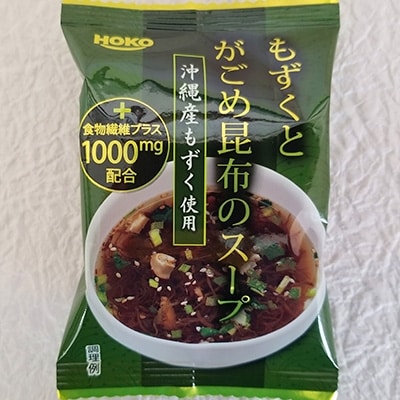 HOKO
もずくと
がごめ昆布のスープ
沖縄産もずく使用
+
食物繊維プラス
1000mg
配合
調理例